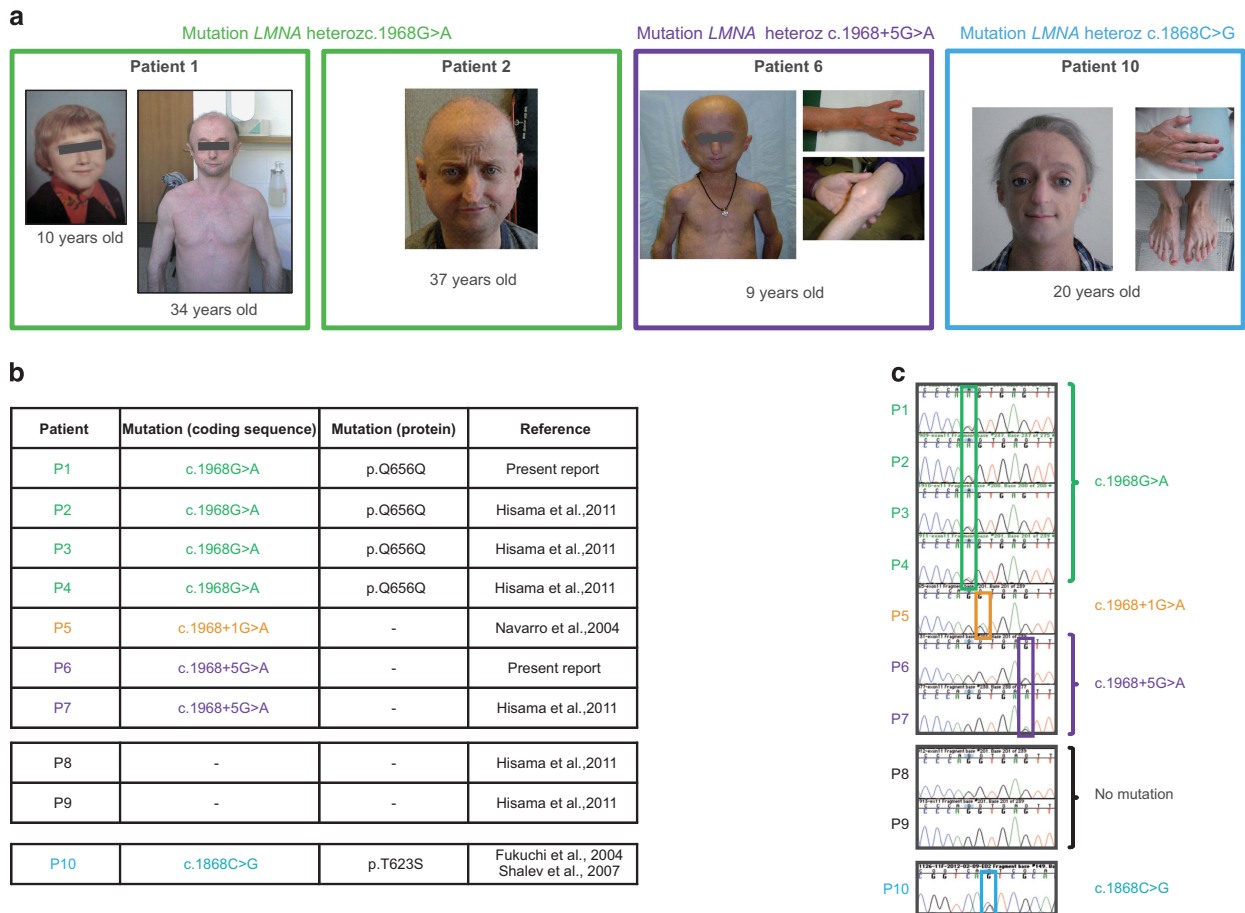 a
Mutation LMNA heterozc.1968G>A
Mutation LMNA heteroz c.1968+5G>A
Mutation LMNA heteroz c.1868C>G
Patient 1
Patient 2
Patient 6
Patient 10
10 years old
34 years old
37 years old
9 years old
20 years old
b
Patient Mutation (coding sequence) Mutation (protein) Reference
P1 c.1968G>A p.Q656Q Present report
P2 c.1968G>A p.Q656Q Hisama et al.,2011
P3 c.1968G>A p.Q656Q Hisama et al.,2011
P4 c.1968G>A p.Q656Q Hisama et al.,2011
P5 c.1968+1G>A - Navarro et al.,2004
P6 c.1968+5G>A - Present report
P7 c.1968+5G>A - Hisama et al.,2011
P8 - - Hisama et al.,2011
P9 - - Hisama et al.,2011
P10 c.1868C>G p.T623S Fukuchi et al., 2004
Shalev et al., 2007
c
P1
P2
P3
P4
c.1968G>A
P5
c.1968+1G>A
P6
P7
c.1968+5G>A
P8
P9
No mutation
P10
c.1868C>G